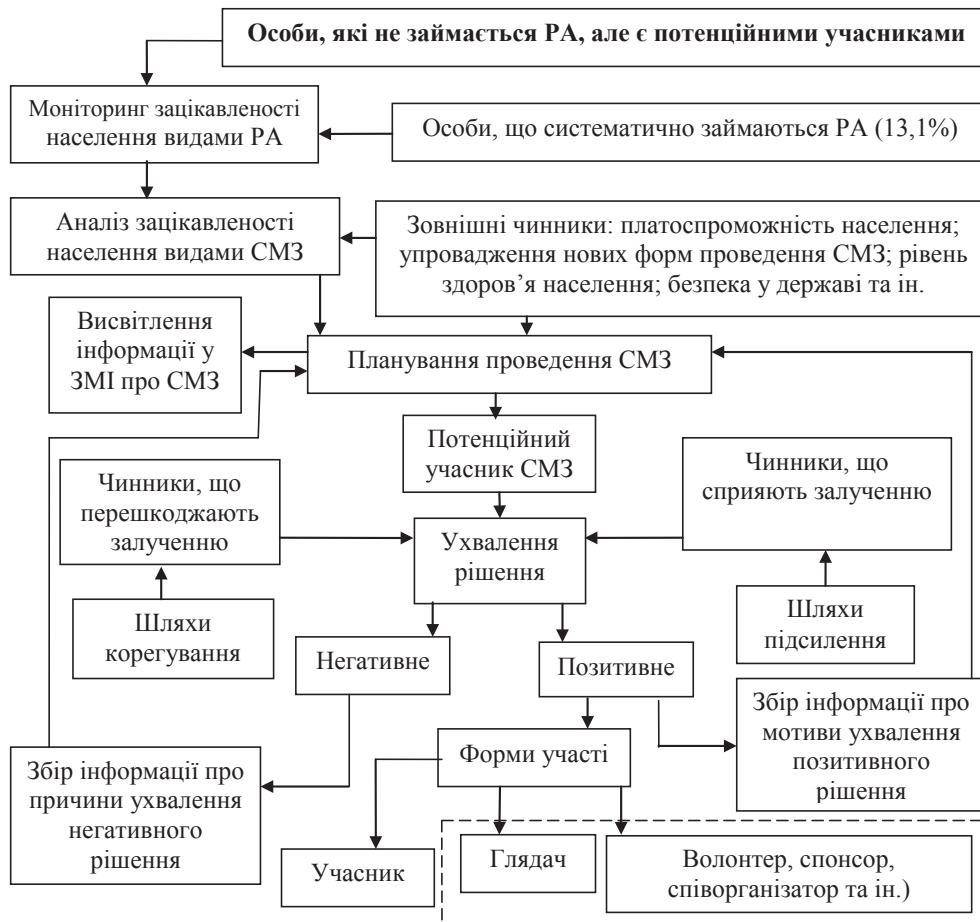 Особи, які не займається РА, але є потенційними учасниками
Моніторинг зацікавленості
населення видами РА
Особи, що систематично займаються РА (13,1%)
Аналіз зацікавленості
населення видами СМЗ
Зовнішні чинники: платоспроможність населення;
упровадження нових форм проведення СМЗ; рівень
здоров’я населення; безпека у державі та ін.
Висвітлення
інформації у
ЗМІ про СМЗ
Планування проведення СМЗ
Потенційний
учасник СМЗ
Чинники, що
перешкоджають
залученню
Чинники, що
сприяють залученню
Ухвалення
рішення
Шляхи
корегування
Шляхи
підсилення
Негативне
Позитивне
Збір інформації про
мотиви ухвалення
позитивного
рішення
Форми участі
Збір інформації про
причини ухвалення
негативного
рішення
Учасник
Глядач
Волонтер, спонсор,
співорганізатор та ін.)